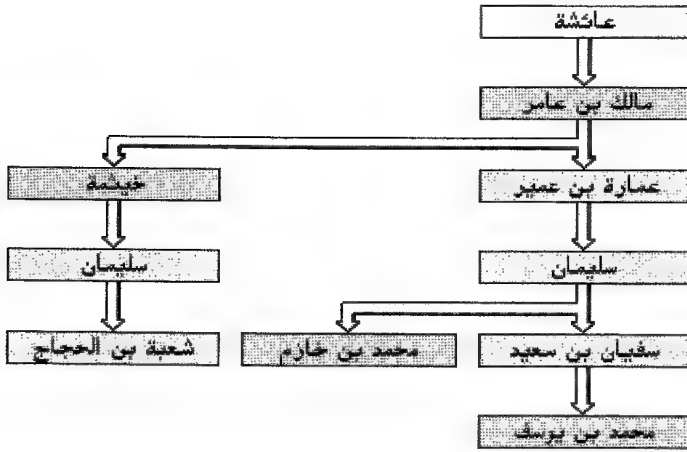 عائشة
مالك بن عامر
عمارة بن عمير
خيثمة
سليمان
سليمان
سفيان بن سعيد
محمد بن خازم
شعبة بن الحجاج
محمد بن يوسف